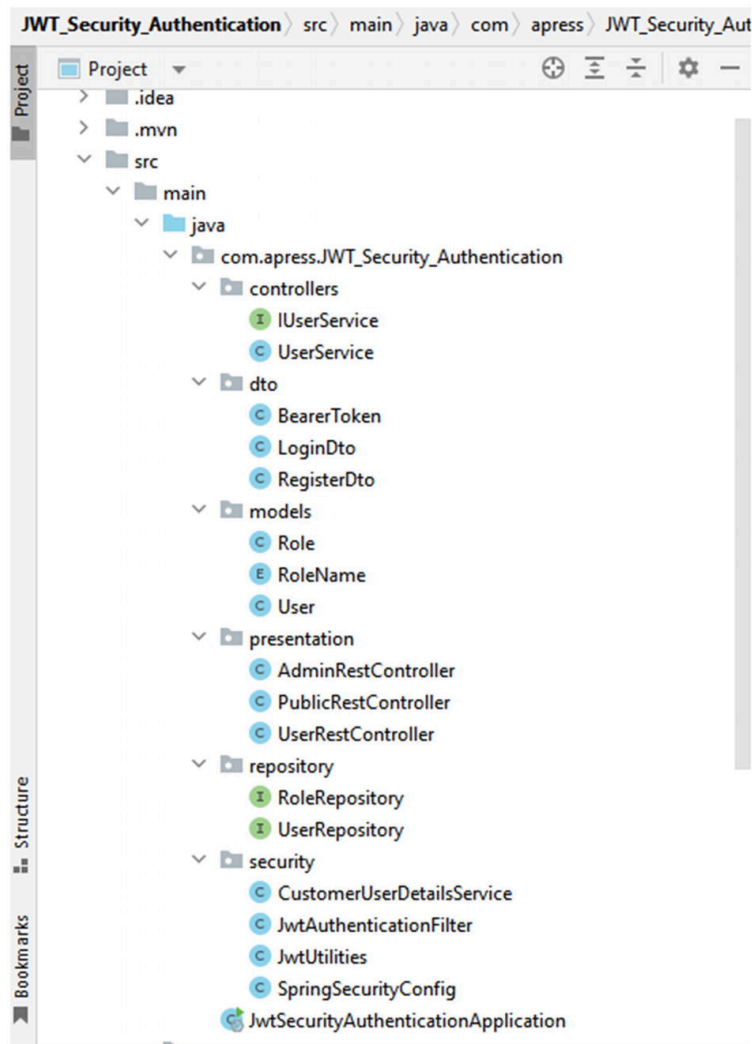 JWT_Security_Authentication 〉 src 〉 main 〉 java 〉 com 〉 apress 〉 JWT_Security_Aut
Project
Project
.idea
.mvn
src
main
java
com.apress.JWT_Security_Authentication
controllers
I IUserService
C UserService
dto
C BearerToken
C LoginDto
C RegisterDto
models
C Role
E RoleName
C User
presentation
C AdminRestController
C PublicRestController
C UserRestController
repository
I RoleRepository
I UserRepository
security
C CustomerUserDetailsService
C JwtAuthenticationFilter
C JwtUtilities
C SpringSecurityConfig
JwtSecurityAuthenticationApplication
Structure
Bookmarks